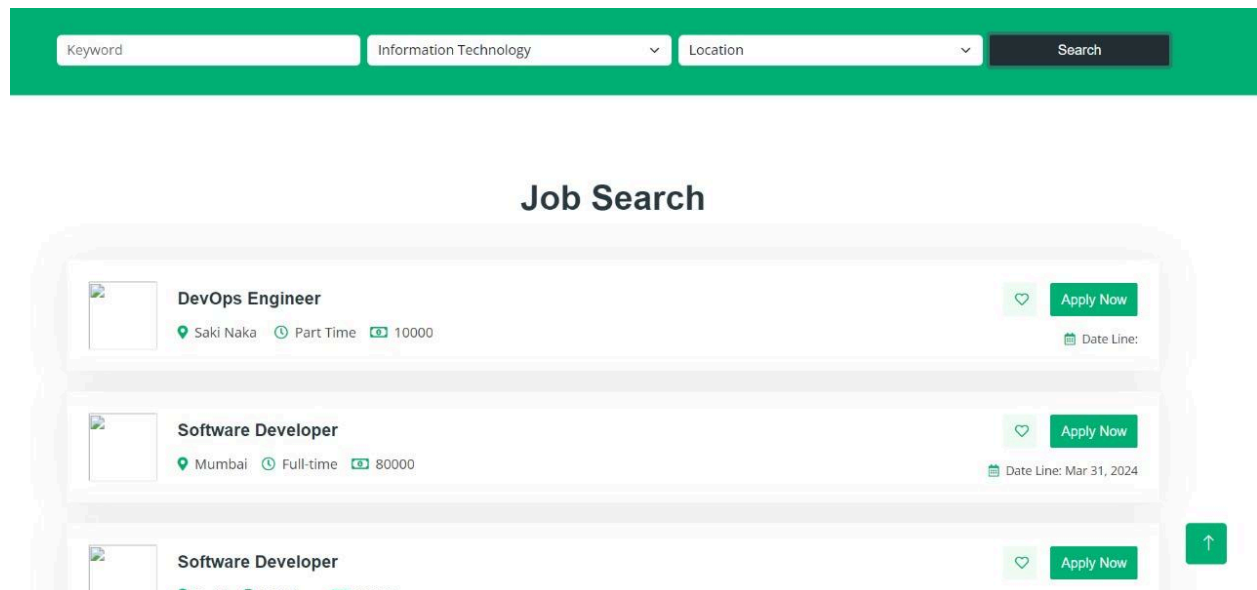 Keyword Information Technology Location Search
Job Search
DevOps Engineer Apply Now
Saki Naka Part Time 10000 Date Line:
Software Developer Apply Now
Mumbai Full-time 80000 Date Line: Mar 31, 2024
Software Developer Apply Now